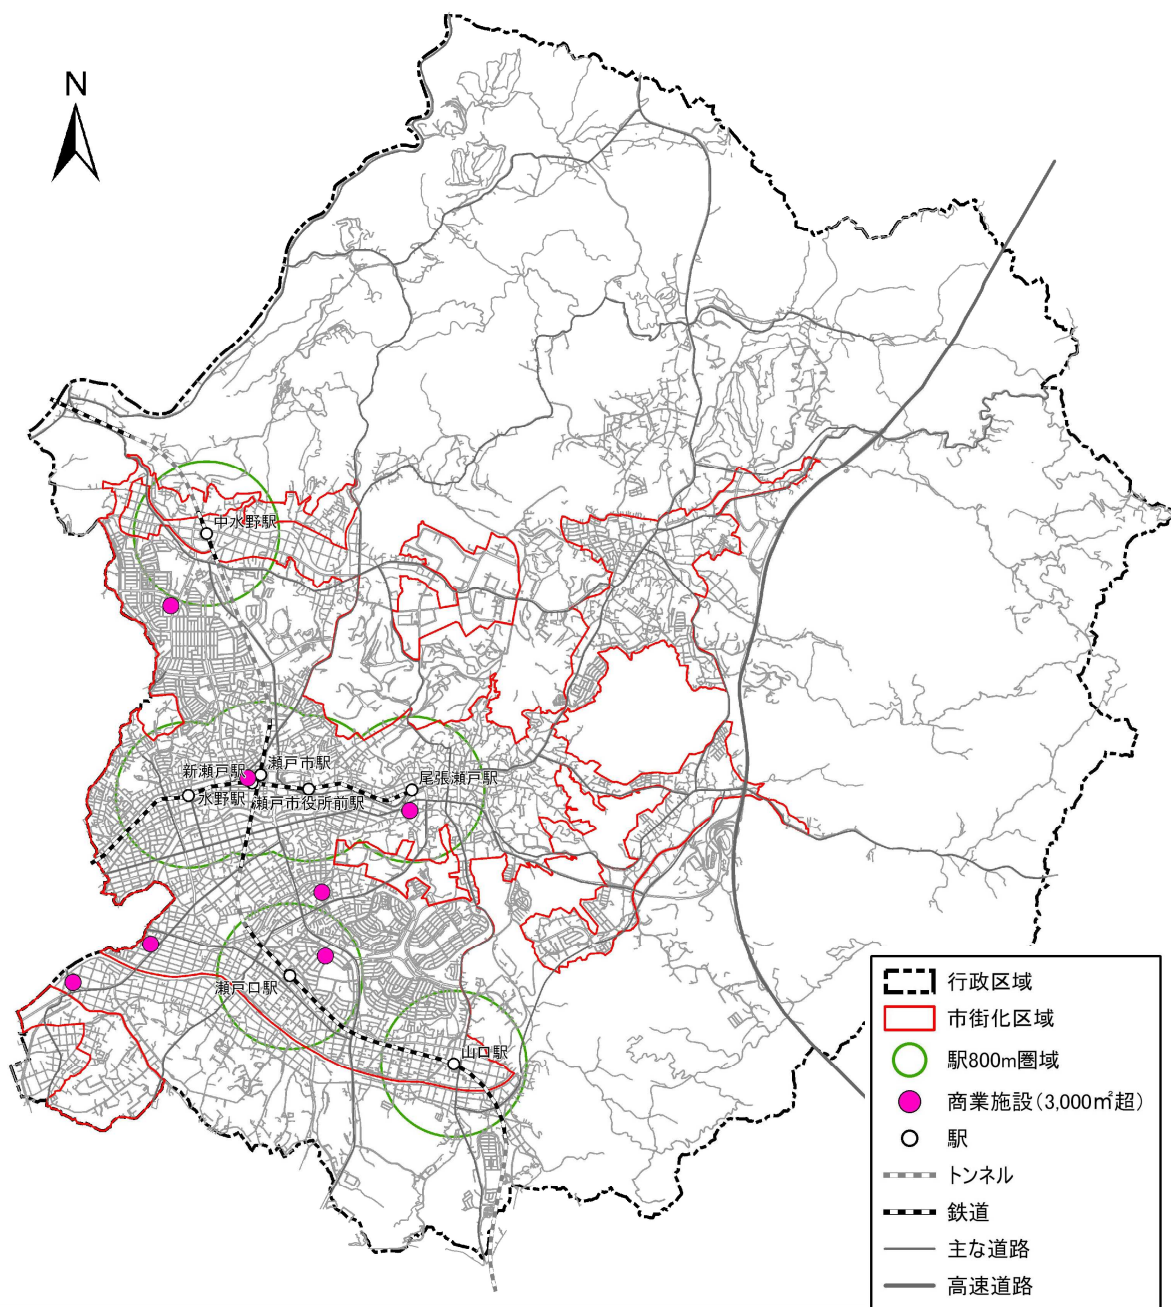 N
中水野駅
新瀬戸駅
瀬戸市駅
尾張瀬戸駅
水野駅
瀬戸市役所前駅
瀬戸口駅
山口駅
行政区域
市街化区域
駅800m圏域
商業施設(3,000㎡超)
駅
トンネル
鉄道
主な道路
高速道路